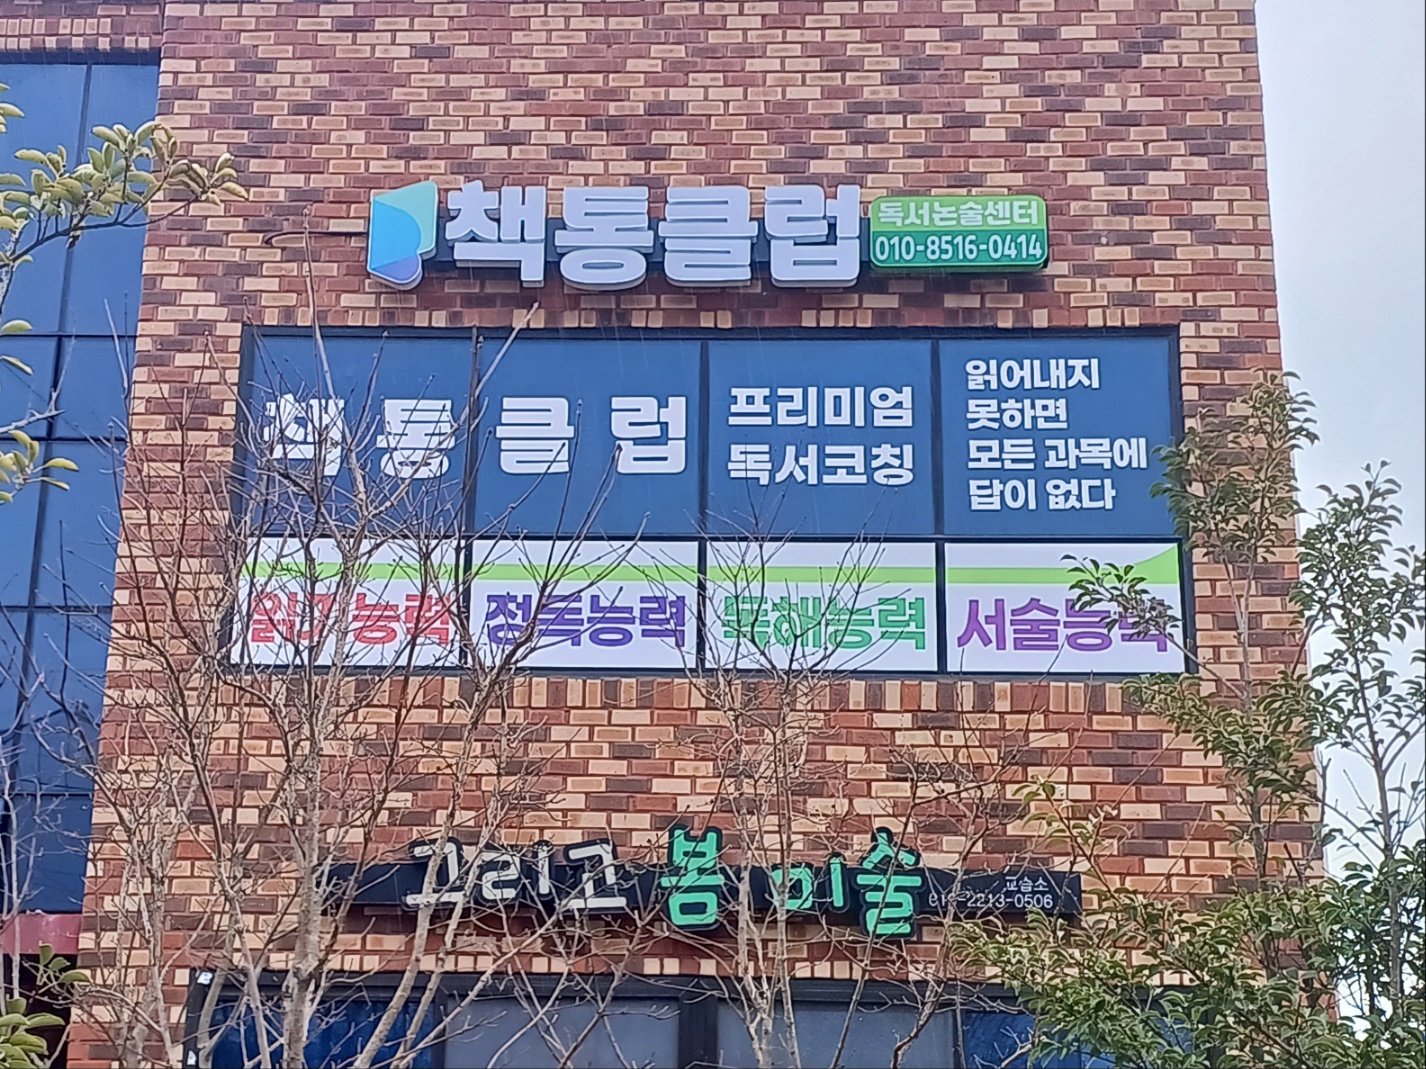 책통클럽
독서논술센터
010-8516-0414
책통클럽
프리미엄
독서코칭
읽어내지
못하면
모든 과목에
답이 없다
읽기능력
정독능력
독해능력
서술능력
그리고 봄 미술
교습소
010-2213-0506